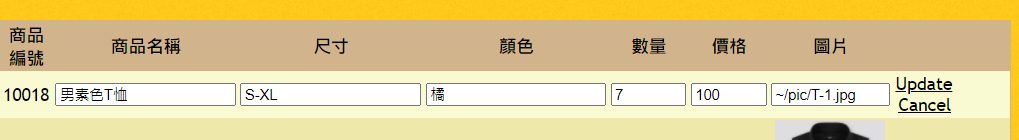 商品
編號
商品名稱
尺寸
顏色
數量
價格
圖片
10018
男素色T恤
S-XL
橘
7
100
~/pic/T-1.jpg
Update
Cancel